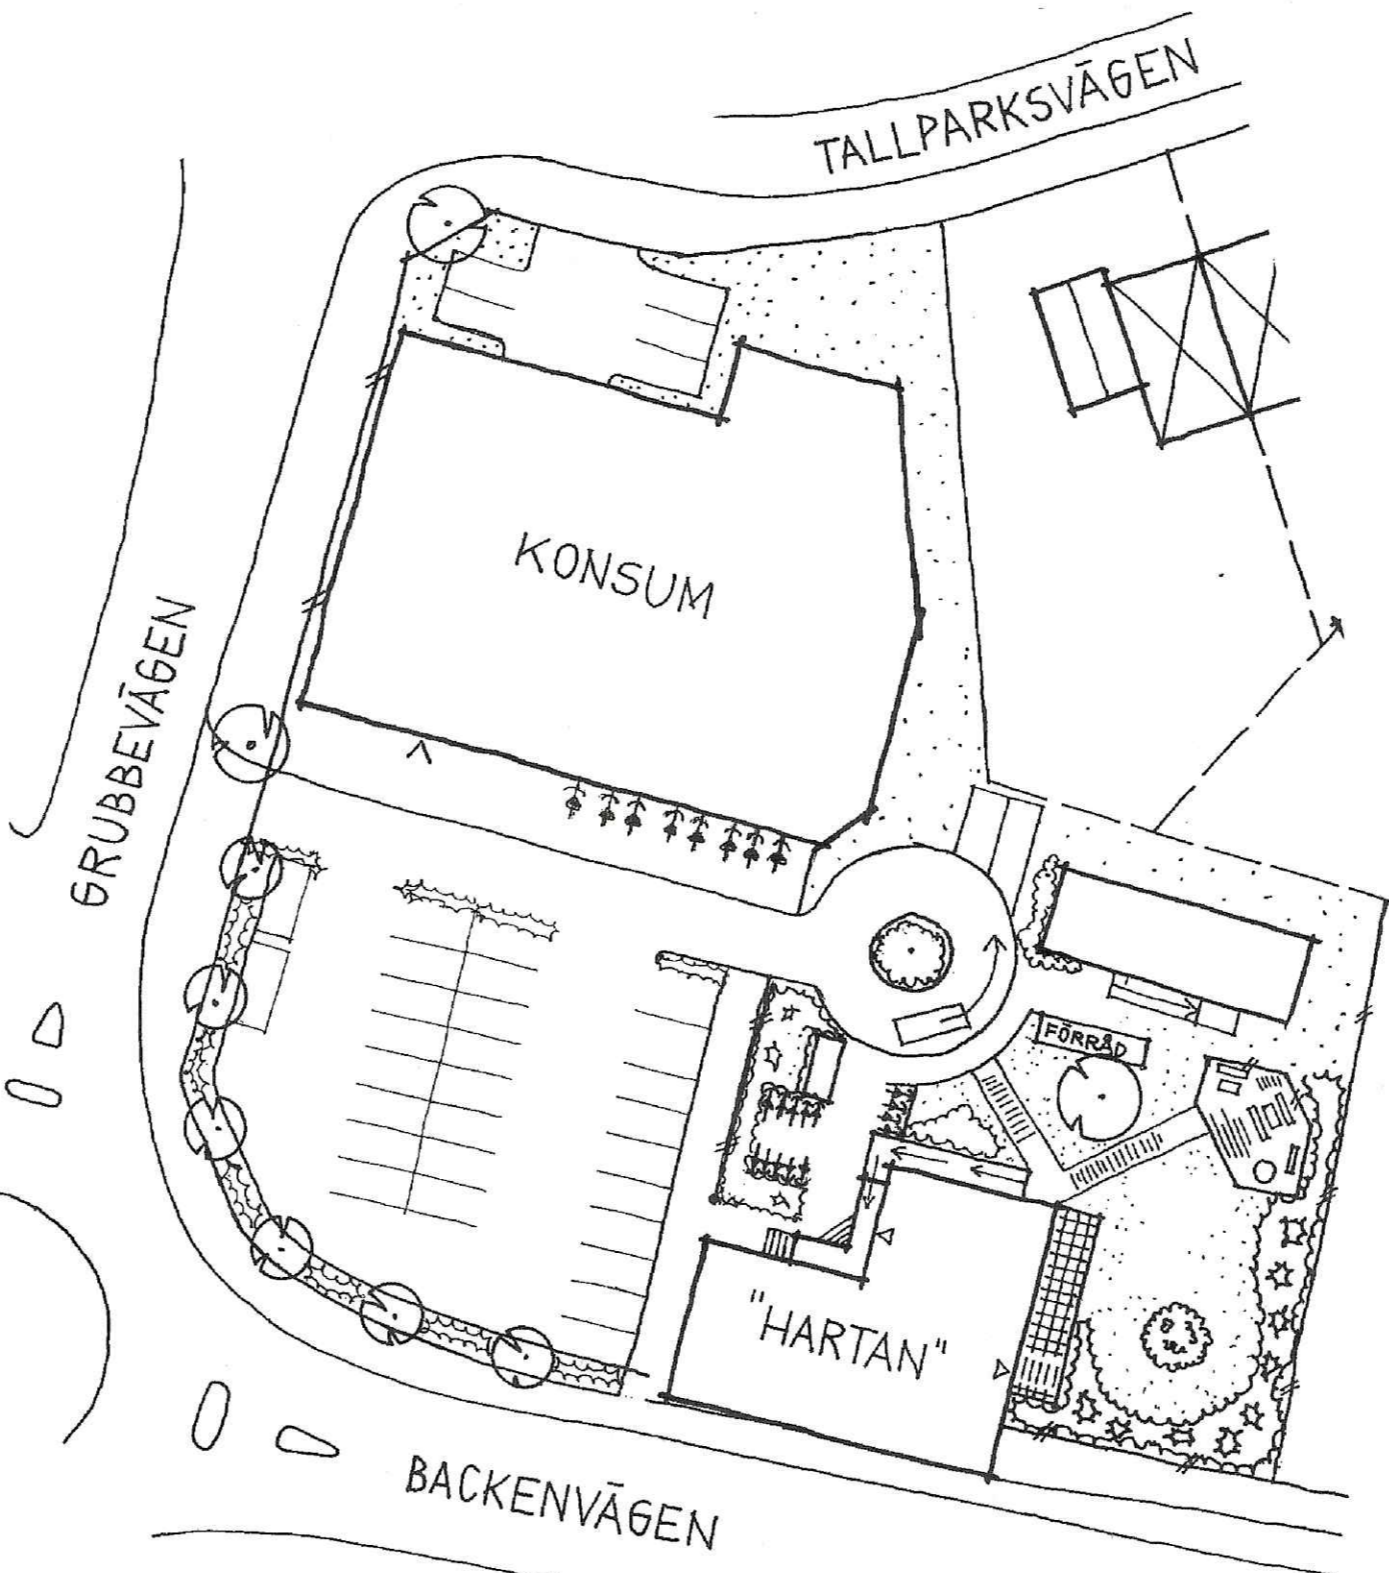 TALLPARKSVÄGEN
KONSUM
GRUBBEVÄGEN
FÖRRÅD
"HARTAN"
BACKENVÄGEN